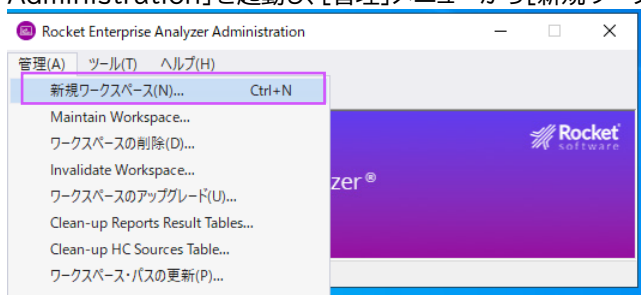 Administration」を起動し、[管理]メニューから[新規ワーク
Rocket Enterprise Analyzer Administration
管理(A) ツール(T) ヘルプ(H)
新規ワークスペース(N)... Ctrl+N
Maintain Workspace...
ワークスペースの削除(D)...
Invalidate Workspace...
ワークスペースのアップグレード(U)...
Clean-up Reports Result Tables...
Clean-up HC Sources Table...
ワークスペース・パスの更新(P)...
Rocket
software
zer®